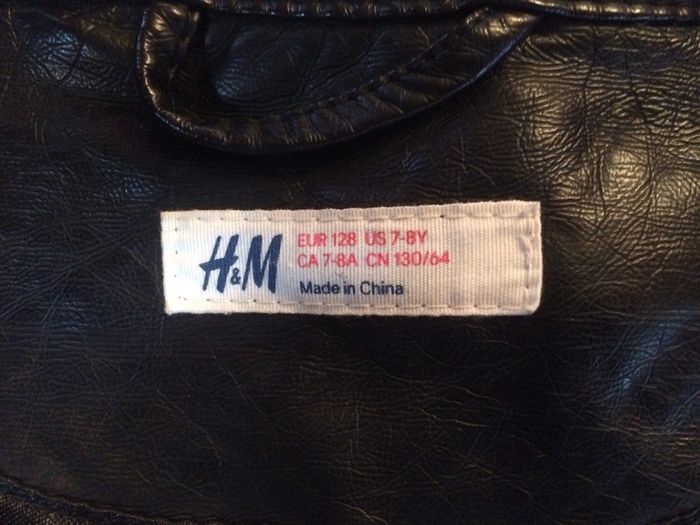 H&M
EUR 128 US 7-8Y
CA 7-8A CN 130/64
Made in China